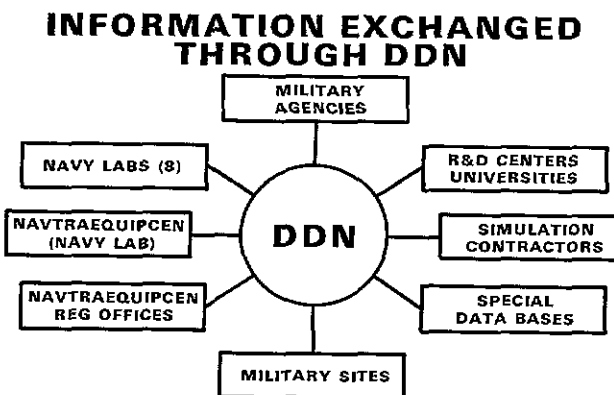 INFORMATION EXCHANGED
THROUGH DDN
MILITARY
AGENCIES
NAVY LABS (8)
R&D CENTERS
UNIVERSITIES
NAVTRAEQUIPCEN
(NAVY LAB)
DDN
SIMULATION
CONTRACTORS
NAVTRAEQUIPCEN
REG OFFICES
SPECIAL
DATA BASES
MILITARY SITES